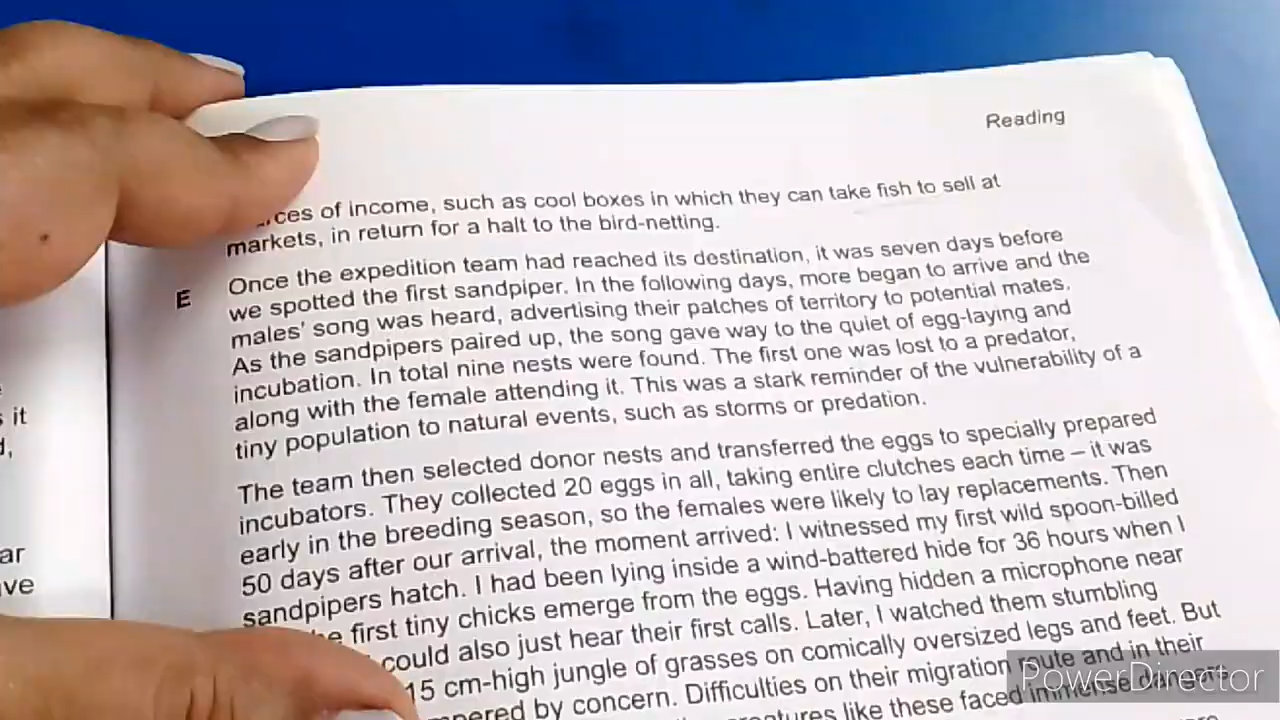 Reading
ces of income, such as cool boxes in which they can take fish to sell at
markets, in return for a halt to the bird-netting.
E
Once the expedition team had reached its destination, it was seven days before
we spotted the first sandpiper. In the following days, more began to arrive and the
males' song was heard, advertising their patches of territory to potential mates.
As the sandpipers paired up, the song gave way to the quiet of egg-laying and
incubation. In total nine nests were found. The first one was lost to a predator,
along with the female attending it. This was a stark reminder of the vulnerability of a
tiny population to natural events, such as storms or predation.
The team then selected donor nests and transferred the eggs to specially prepared
incubators. They collected 20 eggs in all, taking entire clutches each time – it was
early in the breeding season, so the females were likely to lay replacements. Then
50 days after our arrival, the moment arrived: I witnessed my first wild spoon-billed
sandpipers hatch. I had been lying inside a wind-battered hide for 36 hours when I
first tiny chicks emerge from the eggs. Having hidden a microphone near
could also just hear their first calls. Later, I watched them stumbling
15 cm-high jungle of grasses on comically oversized legs and feet. But
by concern. Difficulties on their migration route and in their
like these faced immense dangers
it
ar
ve
PowerDirector